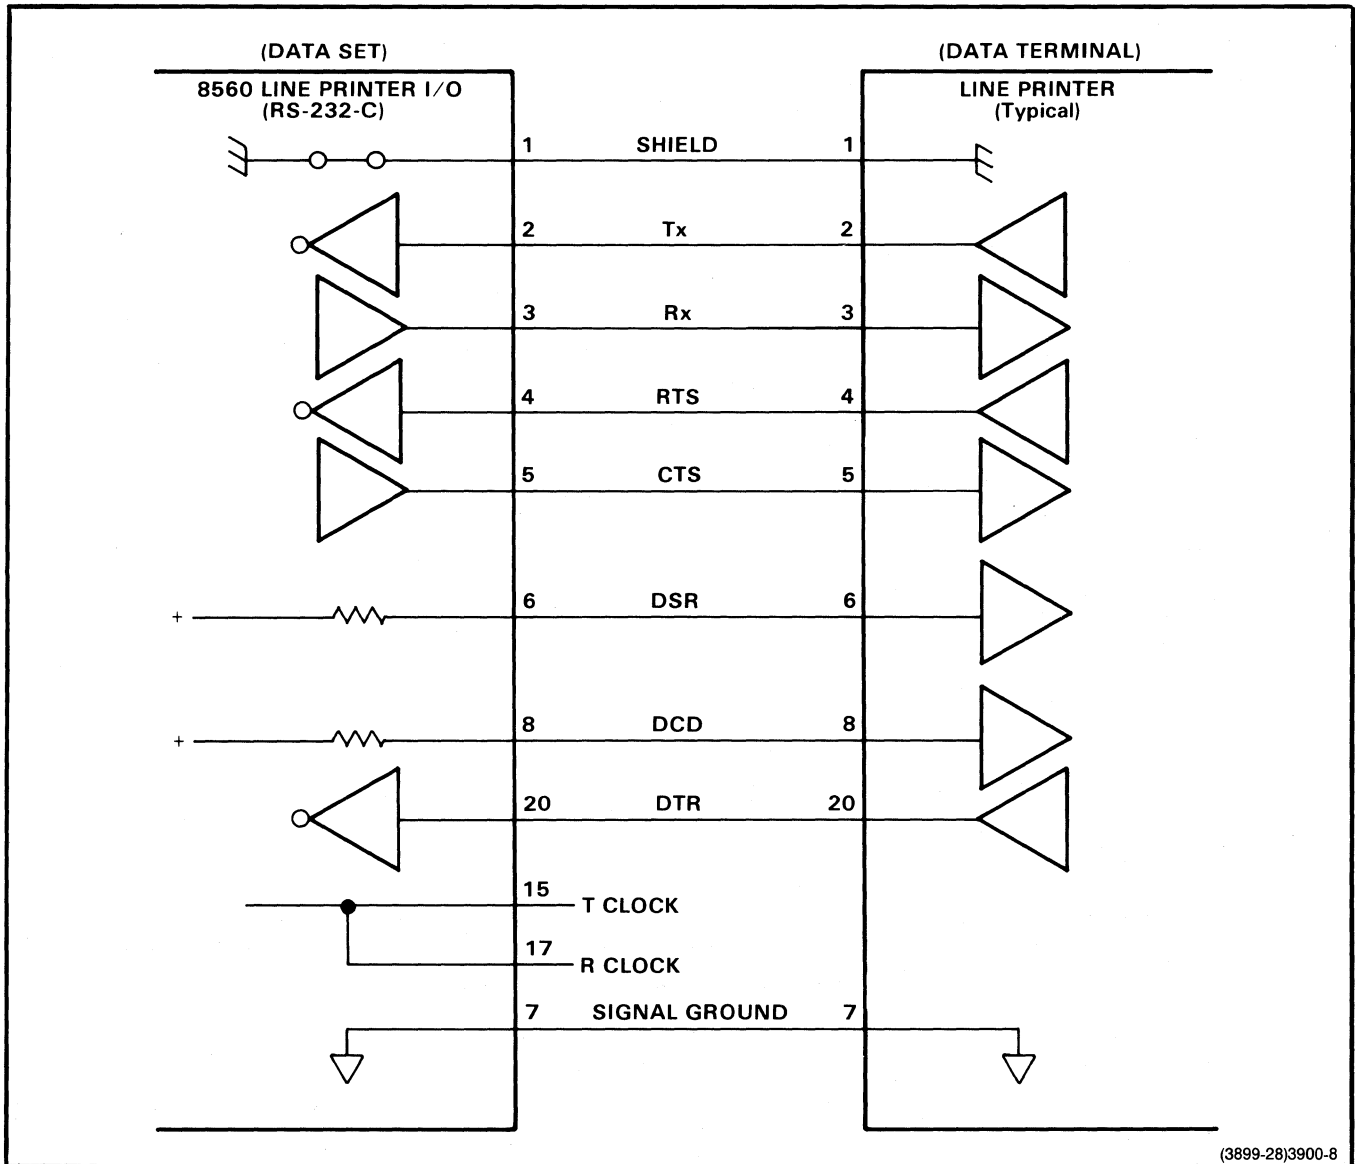 (DATA SET) (DATA TERMINAL)
8560 LINE PRINTER I/O LINE PRINTER
(RS-232-C) (Typical)
1 SHIELD 1
2 Tx 2
3 Rx 3
4 RTS 4
5 CTS 5
+ 6 DSR 6
+ 8 DCD 8
20 DTR 20
15 T CLOCK
17 R CLOCK
7 SIGNAL GROUND 7
(3899-28)3900-8